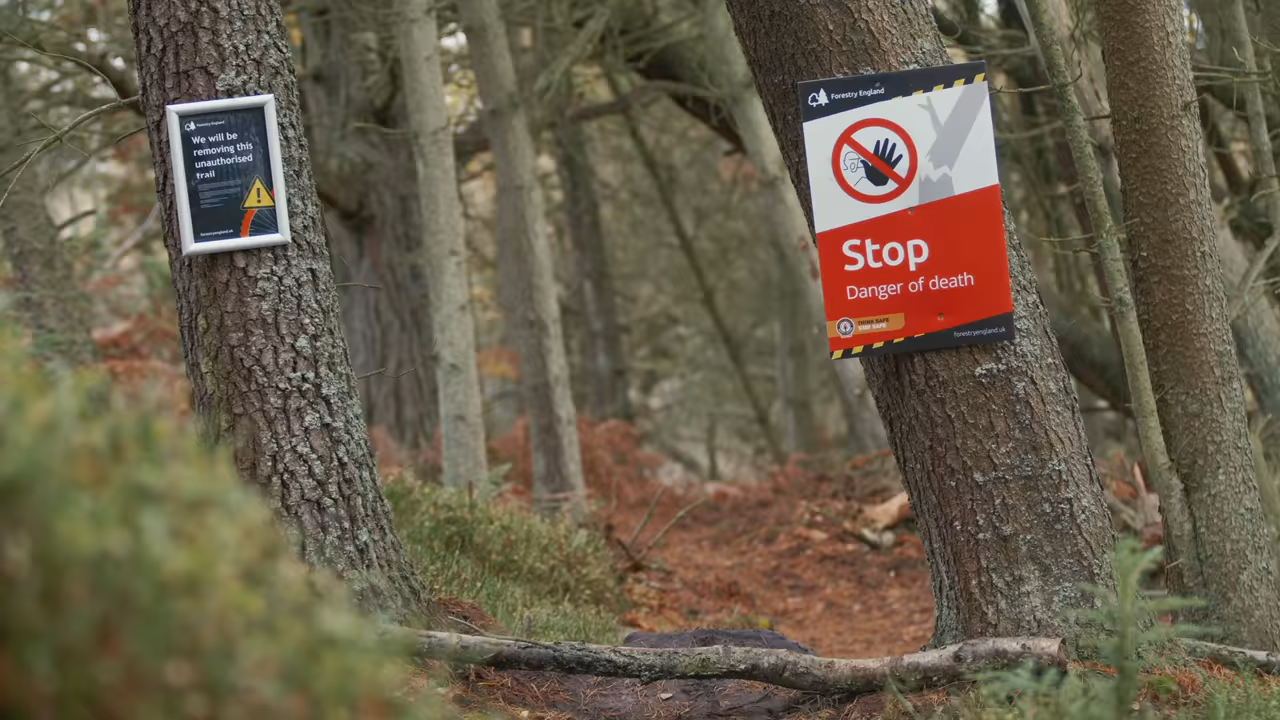 Forestry England
We will be
removing this
unauthorised
trail
forestryengland.uk
Forestry England
Stop
Danger of death
THINK SAFE
STAY SAFE
forestryengland.uk